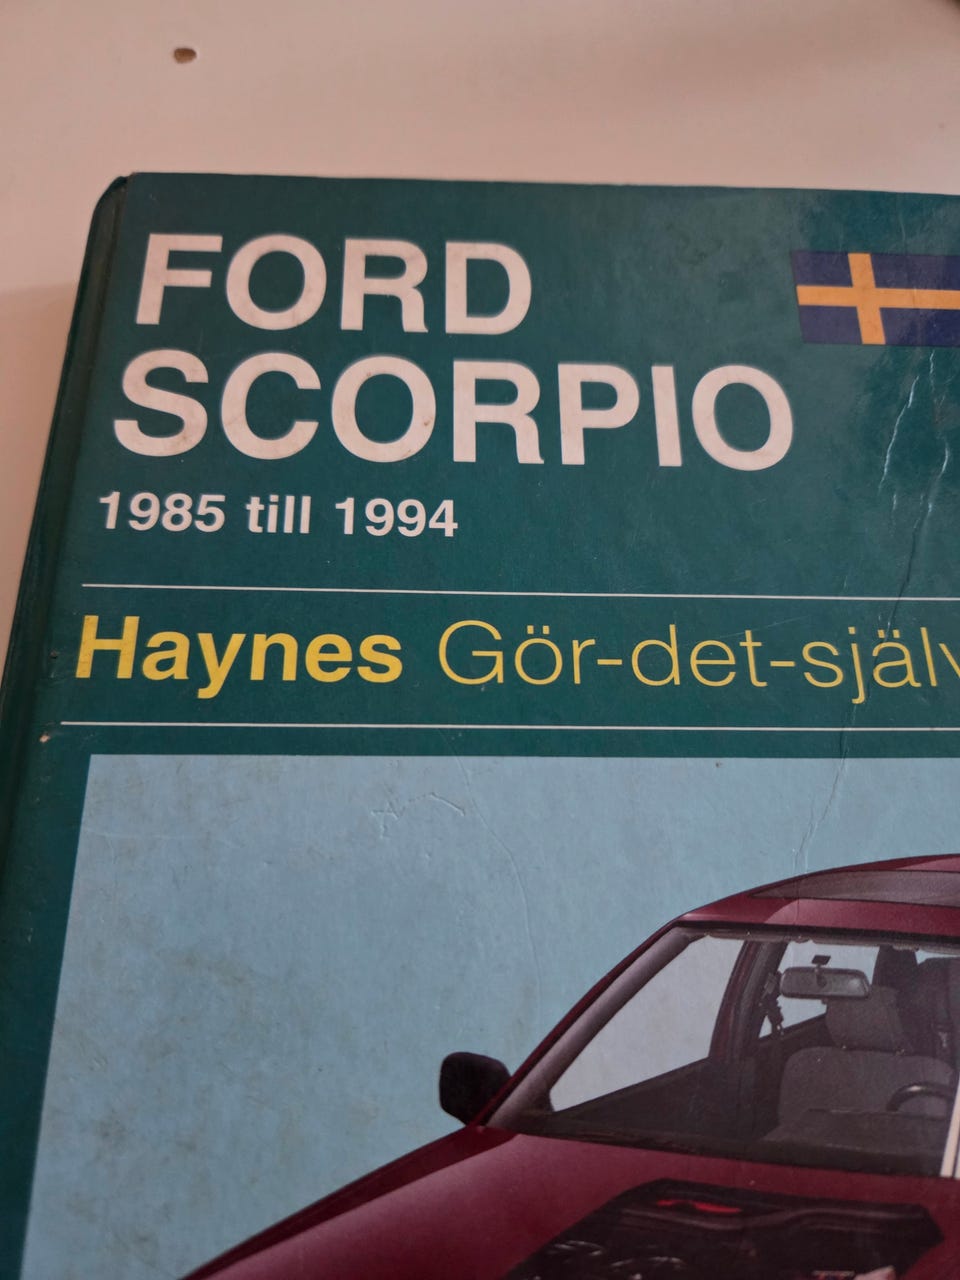 FORD
SCORPIO
1985 till 1994
Haynes Gör-det-själv